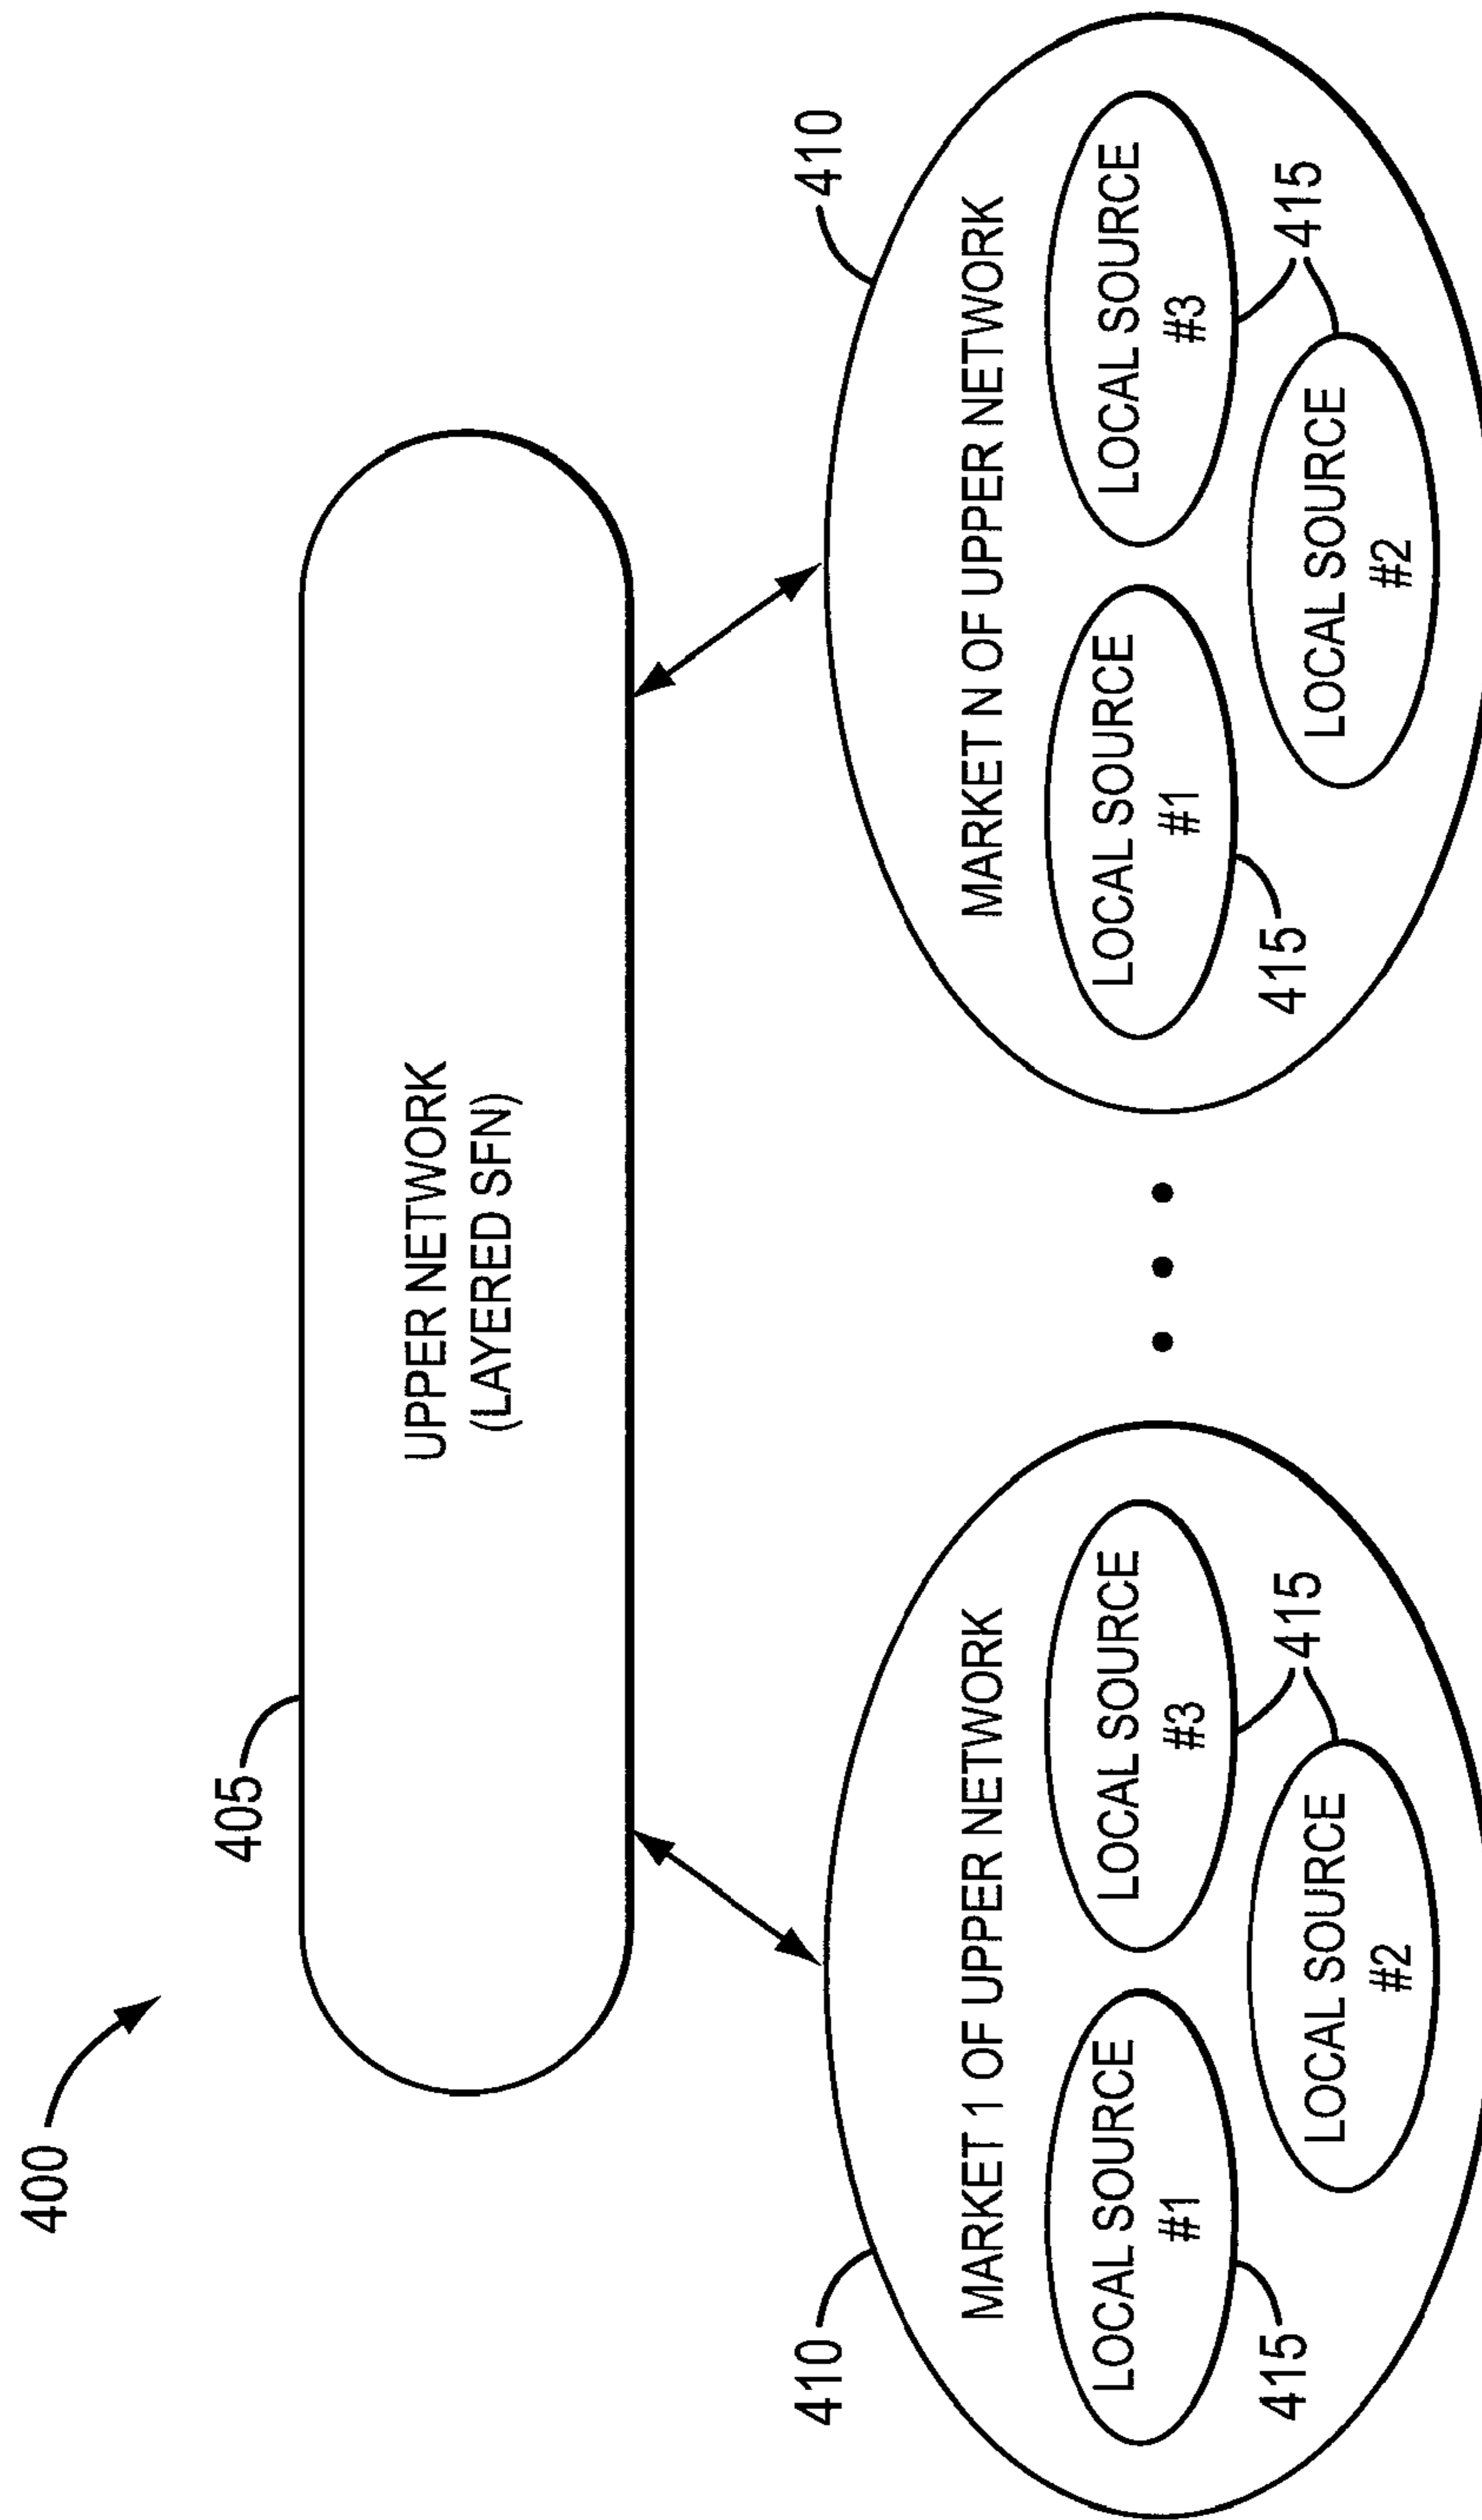 400
405
UPPER NETWORK
(LAYERED SFN)
410
MARKET 1 OF UPPER NETWORK
LOCAL SOURCE
#1
LOCAL SOURCE
#3
415
415
LOCAL SOURCE
#2
410
MARKET N OF UPPER NETWORK
LOCAL SOURCE
#1
LOCAL SOURCE
#3
415
415
LOCAL SOURCE
#2